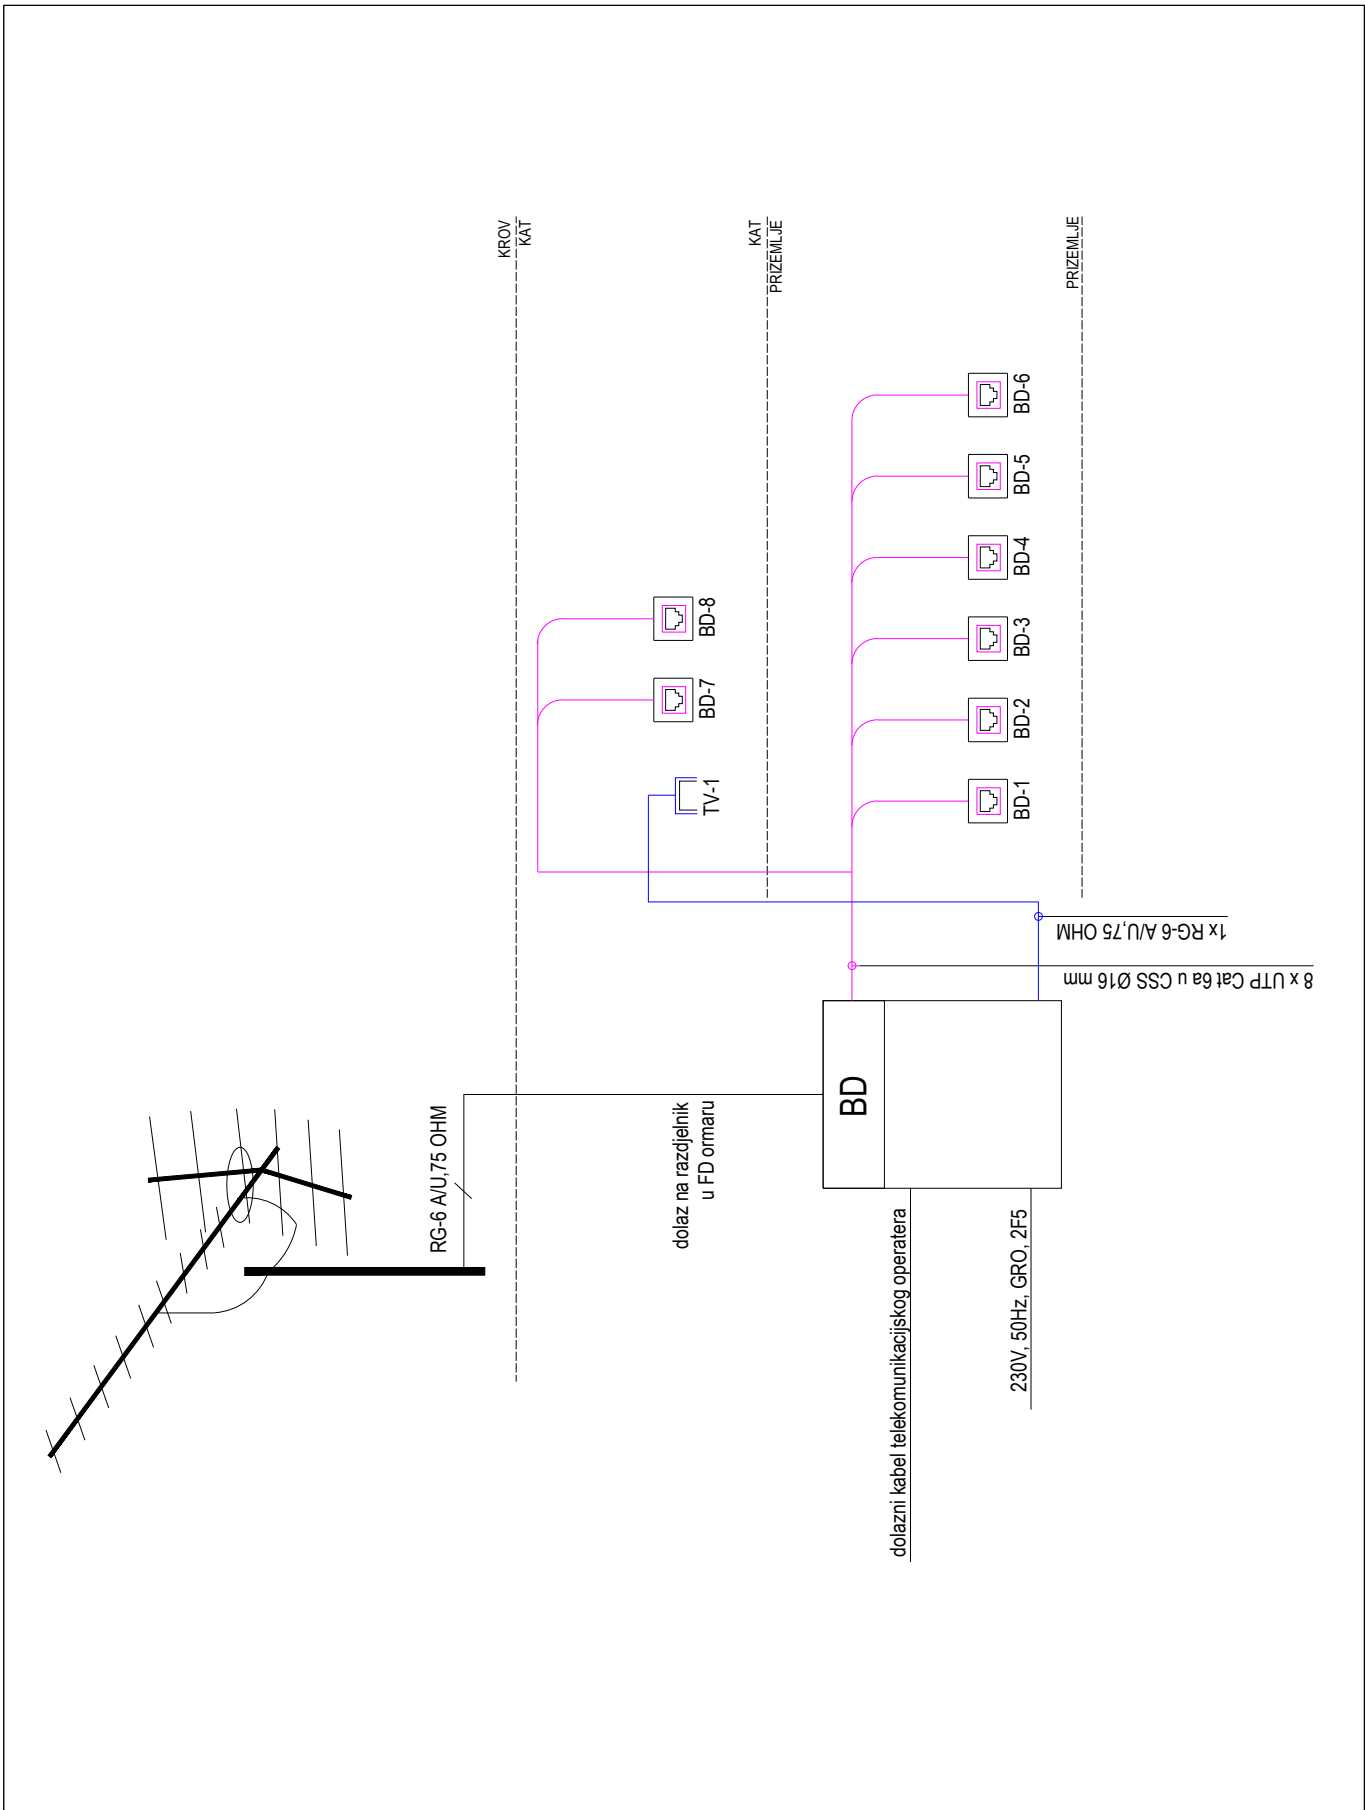 KROV
KAT
KAT
PRIZEMLJE
PRIZEMLJE
RG-6 A/U,75 OHM
dolaz na razdjelnik
u FD ormaru
BD-8
BD-7
TV-1
BD-6
BD-5
BD-4
BD-3
BD-2
BD-1
BD
1x RG-6 A/U,75 OHM
8 x UTP Cat 6a u CSS Ø16 mm
dolazni kabel telekomunikacijskog operatera
230V, 50Hz, GRO, 2F5